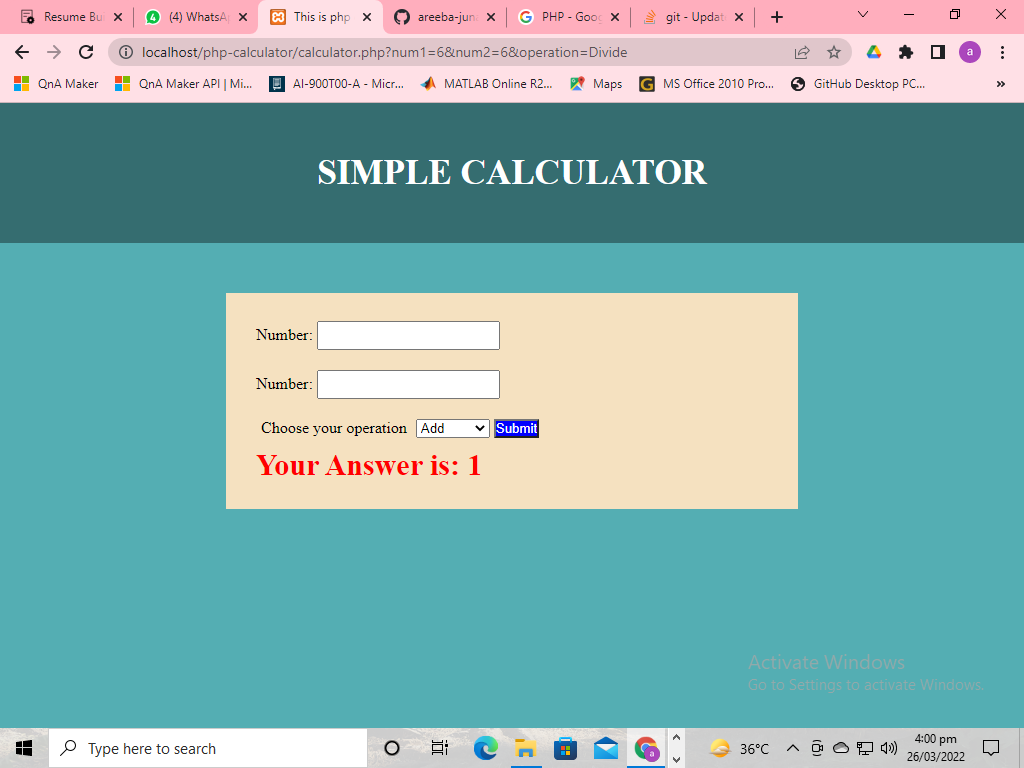 Resume Bu
(4) WhatsA
This is php
areeba-jun
PHP - Goog
git - Updat
localhost/php-calculator/calculator.php?num1=6&num2=6&operation=Divide
a
QnA Maker
QnA Maker API | Mi...
AI-900T00-A - Micr...
MATLAB Online R2...
Maps
MS Office 2010 Pro...
GitHub Desktop PC...
»
SIMPLE CALCULATOR
Number:
Number:
Choose your operation Add Submit
Your Answer is: 1
Activate Windows
Go to Settings to activate Windows.
Type here to search
36°C
4:00 pm
26/03/2022